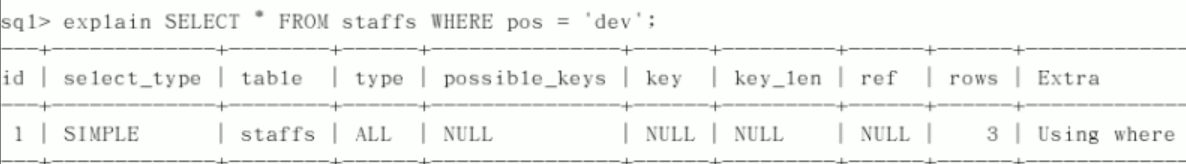 sql> explain SELECT * FROM staffs WHERE pos = 'dev';
id | select_type | table | type | possible_keys | key | key_len | ref | rows | Extra
1 | SIMPLE | staffs | ALL | NULL | NULL | NULL | NULL | 3 | Using where